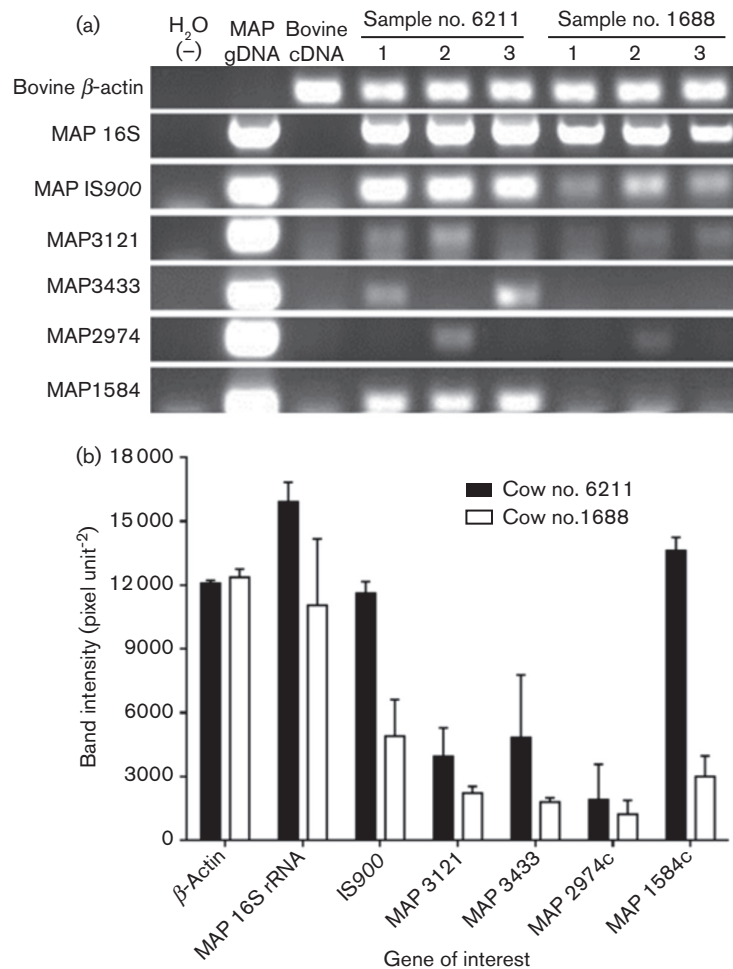 (a)
H2O (–)
MAP gDNA
Bovine cDNA
Sample no. 6211
Sample no. 1688
1 2 3 1 2 3
Bovine β-actin
MAP 16S
MAP IS900
MAP3121
MAP3433
MAP2974
MAP1584
(b)
18 000
15 000
12 000
9000
6000
3000
0
Band intensity (pixel unit-2)
Cow no. 6211
Cow no.1688
β-Actin
MAP 16S rRNA
IS900
MAP 3121
MAP 3433
MAP 2974c
MAP 1584c
Gene of interest